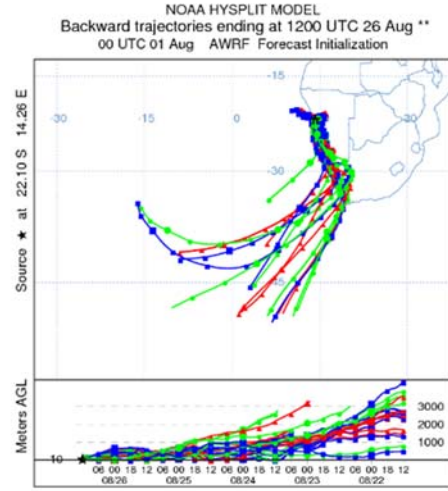 NOAA HYSPLIT MODEL
Backward trajectories ending at 1200 UTC 26 Aug **
00 UTC 01 Aug AWRF Forecast Initialization
Source ★ at 22.10 S 14.26 E
-15
-30
-15
0
-30
Meters AGL
3000
2000
1000
10
06 00 18 12 06 00 18 12 06 00 18 12 06 00 18 12 06 00 18 12
08/26 08/25 08/24 08/23 08/22